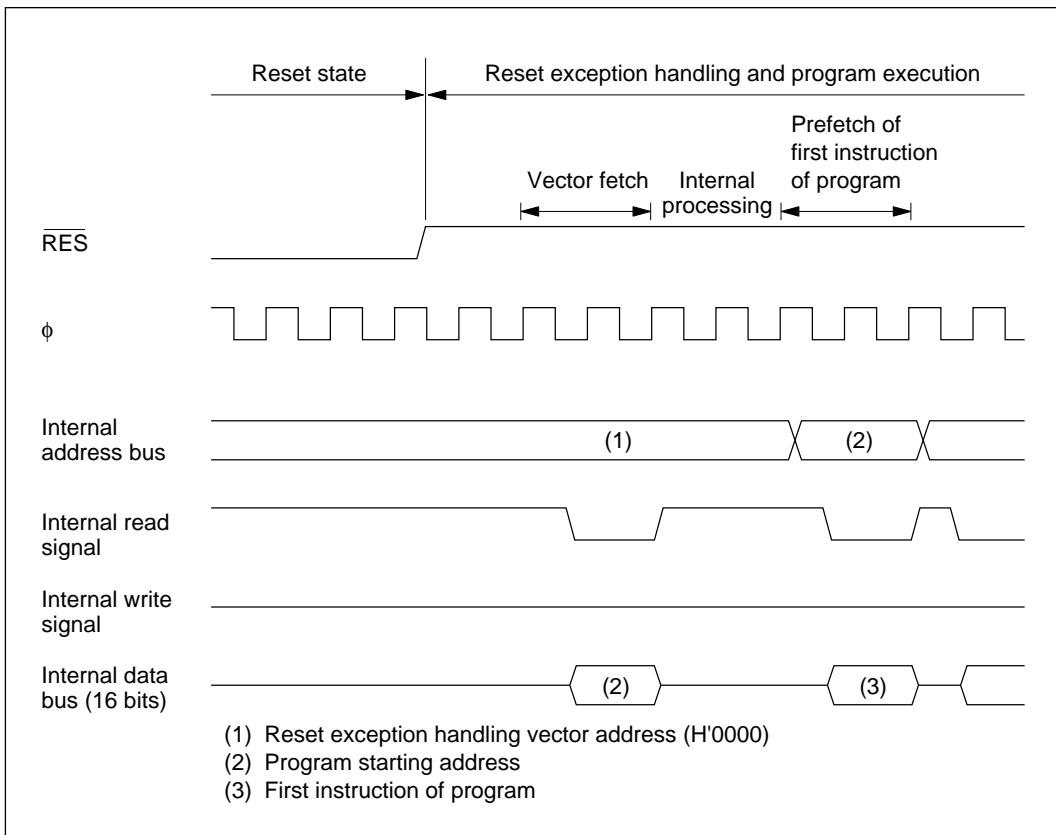 Reset state
Reset exception handling and program execution
Prefetch of
first instruction
of program
Vector fetch
Internal
processing
RES
ϕ
Internal
address bus
(1)
(2)
Internal read
signal
Internal write
signal
Internal data
bus (16 bits)
(2)
(3)
(1) Reset exception handling vector address (H'0000)
(2) Program starting address
(3) First instruction of program